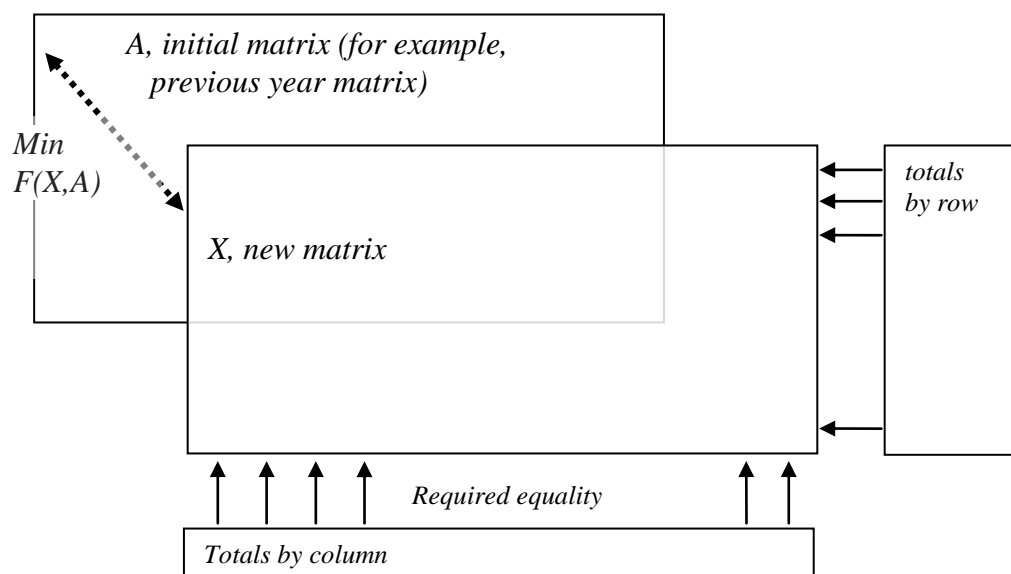 A, initial matrix (for example,
previous year matrix)
Min
F(X,A)
totals
by row
X, new matrix
Required equality
Totals by column